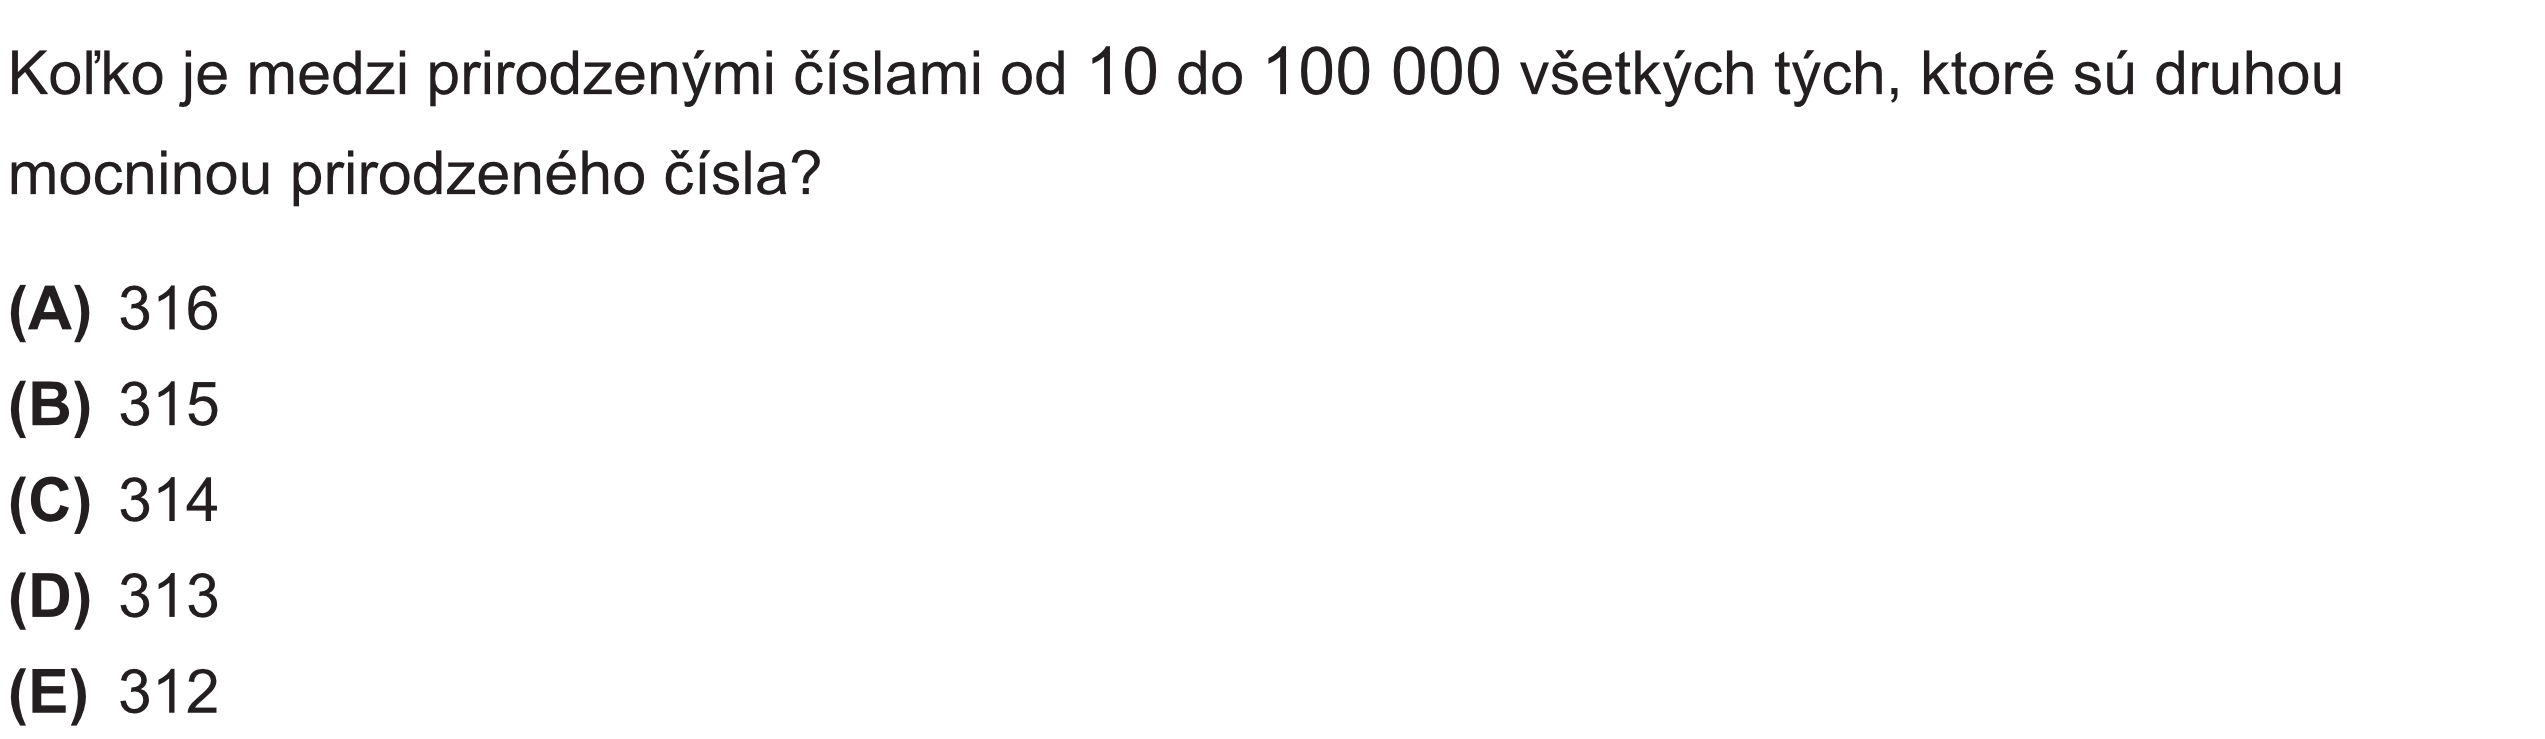 Koľko je medzi prirodzenými číslami od 10 do 100 000 všetkých tých, ktoré sú druhou
mocninou prirodzeného čísla?
(A) 316
(B) 315
(C) 314
(D) 313
(E) 312